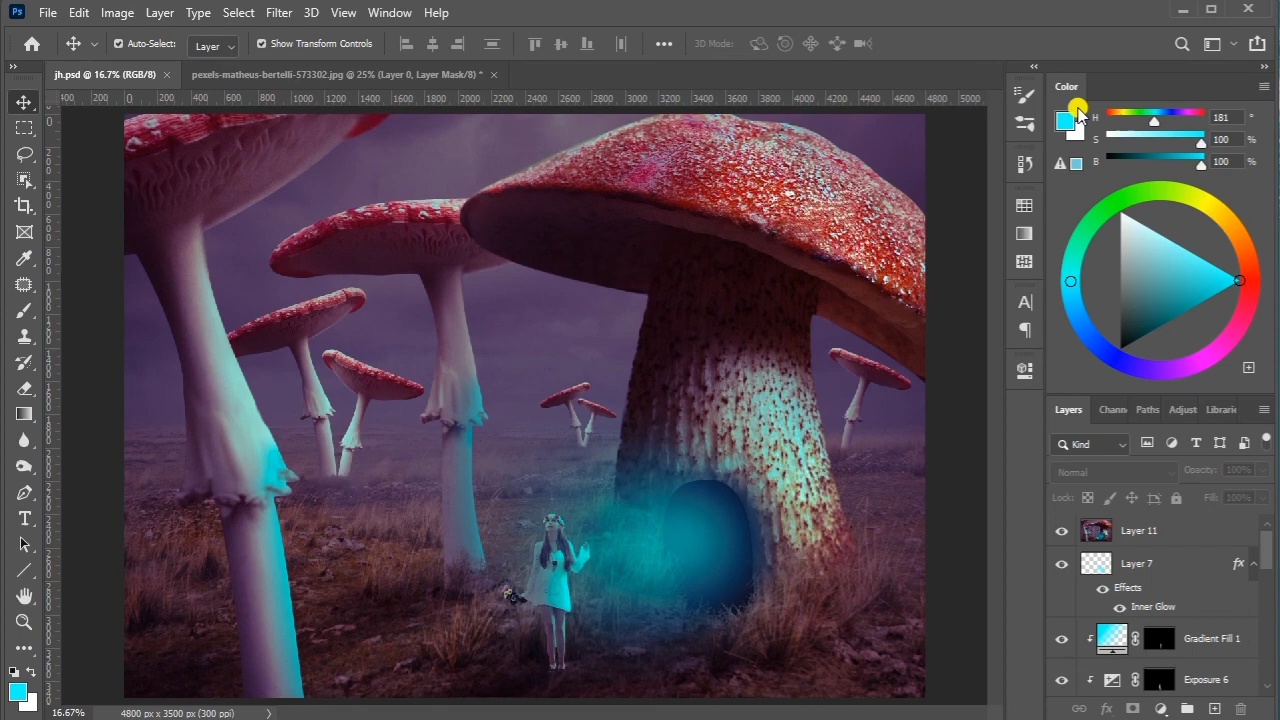 Ps File Edit Image Layer Type Select Filter 3D View Window Help
Auto-Select: Layer Show Transform Controls 3D Mode:
jh.psd @ 16.7% (RGB/8) × pexels-matheus-bertelli-573302.jpg @ 25% (Layer 0, Layer Mask/8) * ×
400 200 0 200 400 600 800 1000 1200 1400 1600 1800 2000 2200 2400 2600 2800 3000 3200 3400 3600 3800 4000 4200 4400 4600 4800 5000
Color
H 181 °
S 100 %
B 100 %
Layers Chann Paths Adjust Librari
Kind
Normal Opacity: 100%
Lock: Fill: 100%
Layer 11
Layer 7 fx
Effects
Inner Glow
Gradient Fill 1
Exposure 6
16.67% 4800 px x 3500 px (300 ppi)